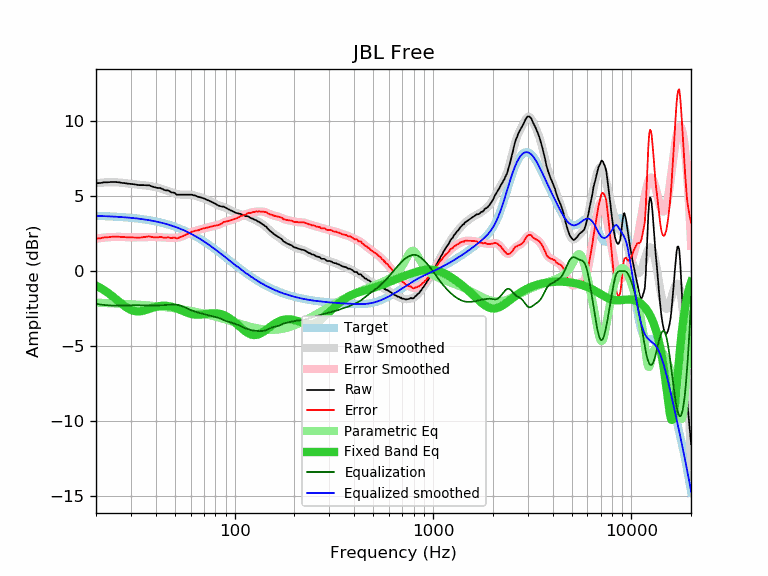 JBL Free
Amplitude (dBr)
10
5
0
−5
−10
−15
Target
Raw Smoothed
Error Smoothed
Raw
Error
Parametric Eq
Fixed Band Eq
Equalization
Equalized smoothed
100
1000
10000
Frequency (Hz)